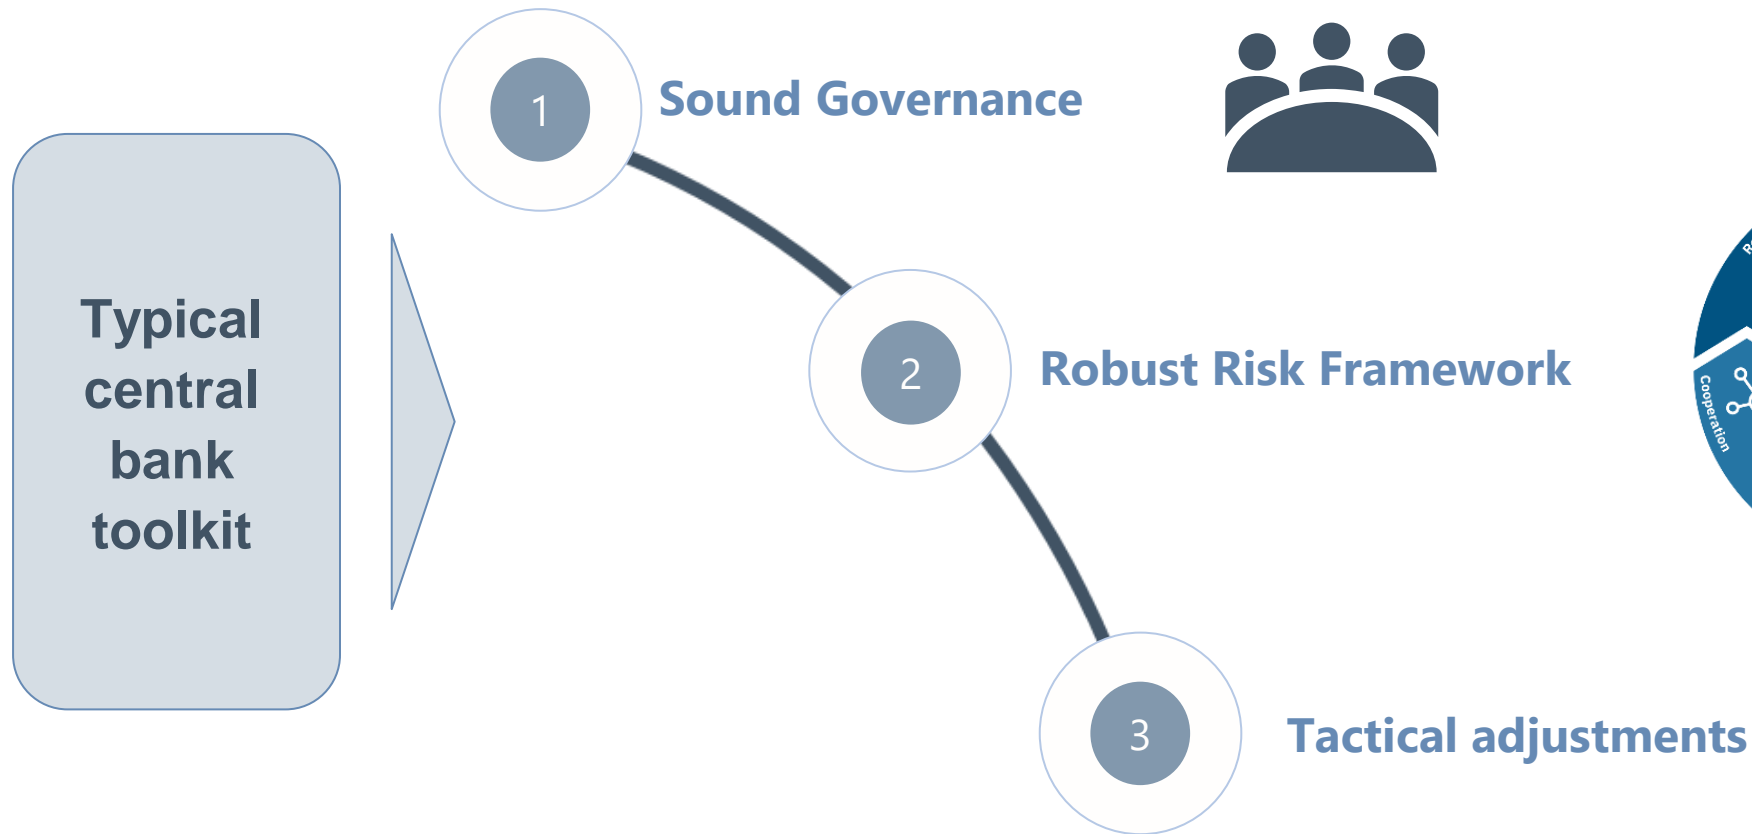 Typical
central
bank
toolkit
1
Sound Governance
2
Robust Risk Framework
Cooperation
3
Tactical adjustments